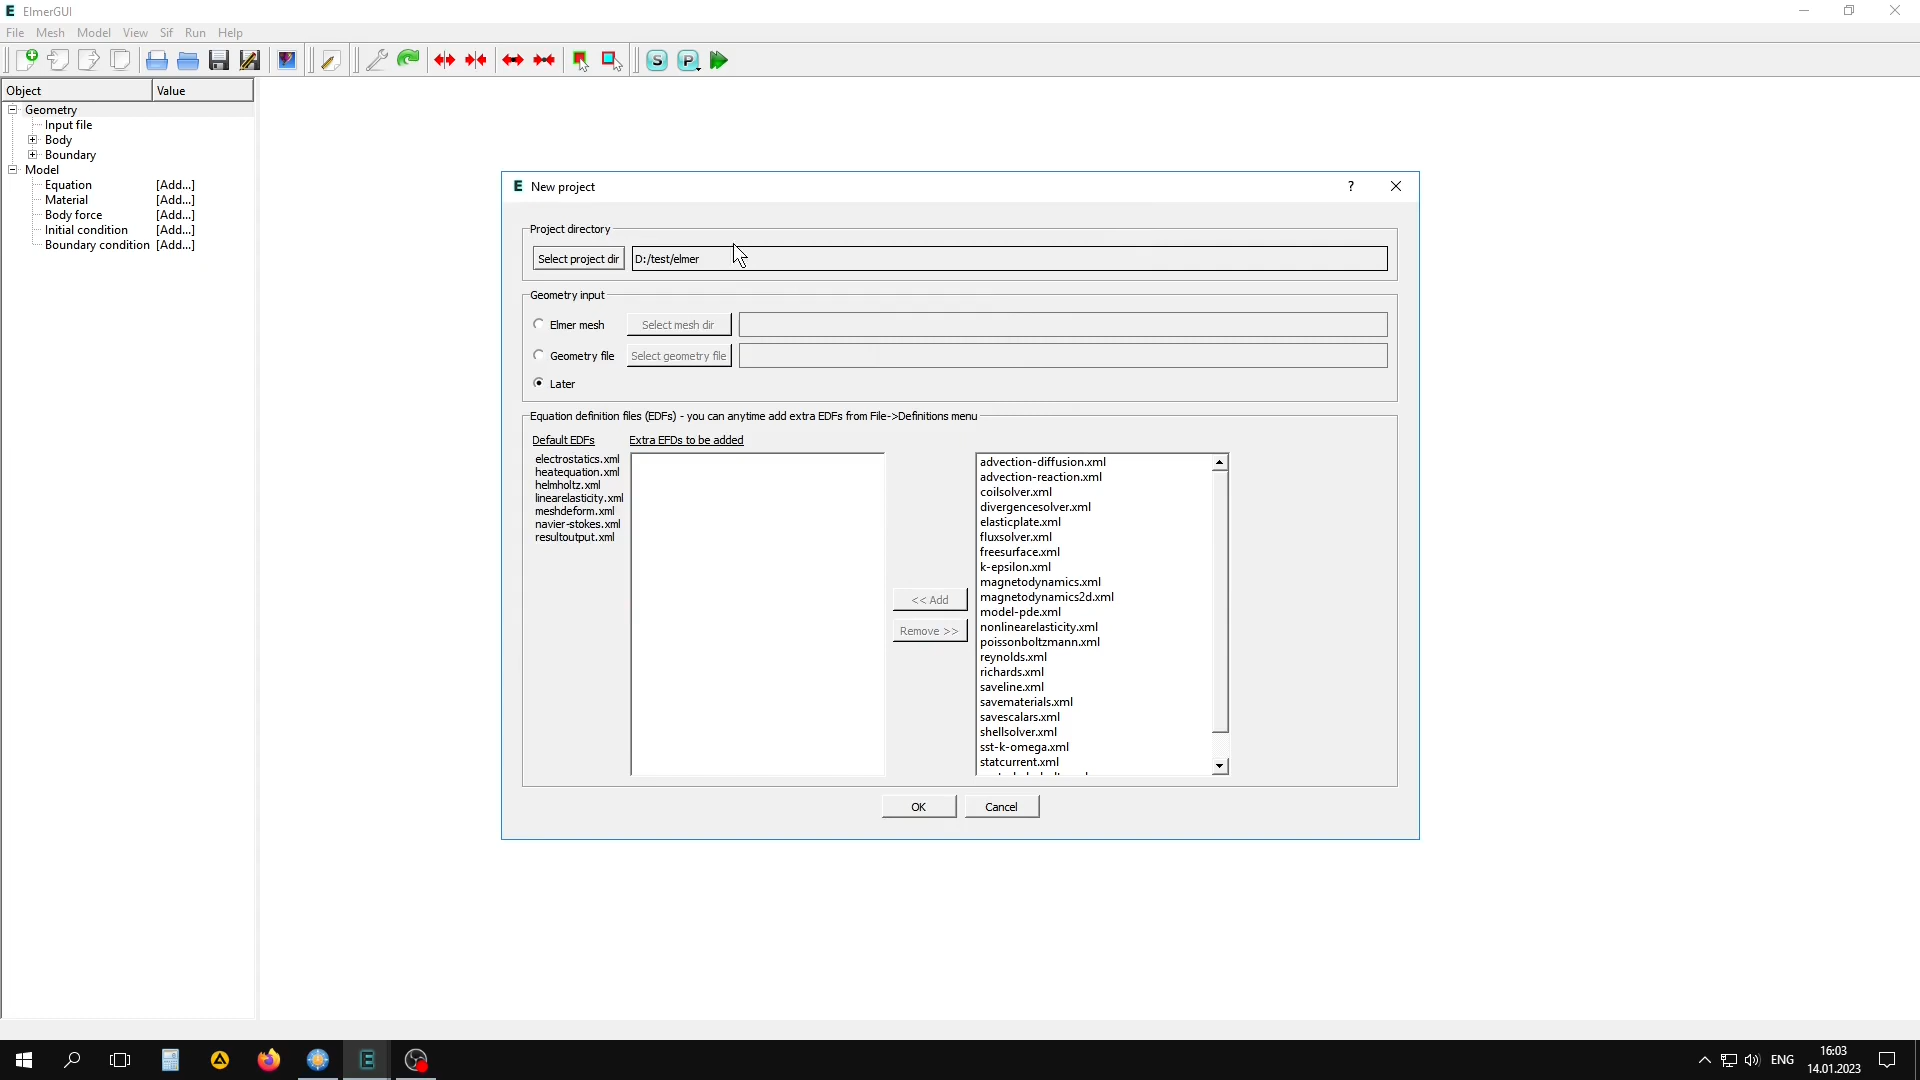 ElmerGUI
File Mesh Model View Sif Run Help
S P
Object Value
Geometry
Input file
Body
Boundary
Model
Equation [Add...]
Material [Add...]
Body force [Add...]
Initial condition [Add...]
Boundary condition [Add...]
E New project ?
Project directory
Select project dir D:/test/elmer
Geometry input
Elmer mesh Select mesh dir
Geometry file Select geometry file
Later
Equation definition files (EDFs) - you can anytime add extra EDFs from File->Definitions menu
Default EDFs Extra EFDs to be added
electrostatics.xml
heatequation.xml
helmholtz.xml
linearelasticity.xml
meshdeform.xml
navier-stokes.xml
resultoutput.xml
<< Add
Remove >>
advection-diffusion.xml
advection-reaction.xml
coilsolver.xml
divergencesolver.xml
elasticplate.xml
fluxsolver.xml
freesurface.xml
k-epsilon.xml
magnetodynamics.xml
magnetodynamics2d.xml
model-pde.xml
nonlinearelasticity.xml
poissonboltzmann.xml
reynolds.xml
richards.xml
saveline.xml
savematerials.xml
savescalars.xml
shellsolver.xml
sst-k-omega.xml
statcurrent.xml
OK Cancel
ENG
16:03
14.01.2023